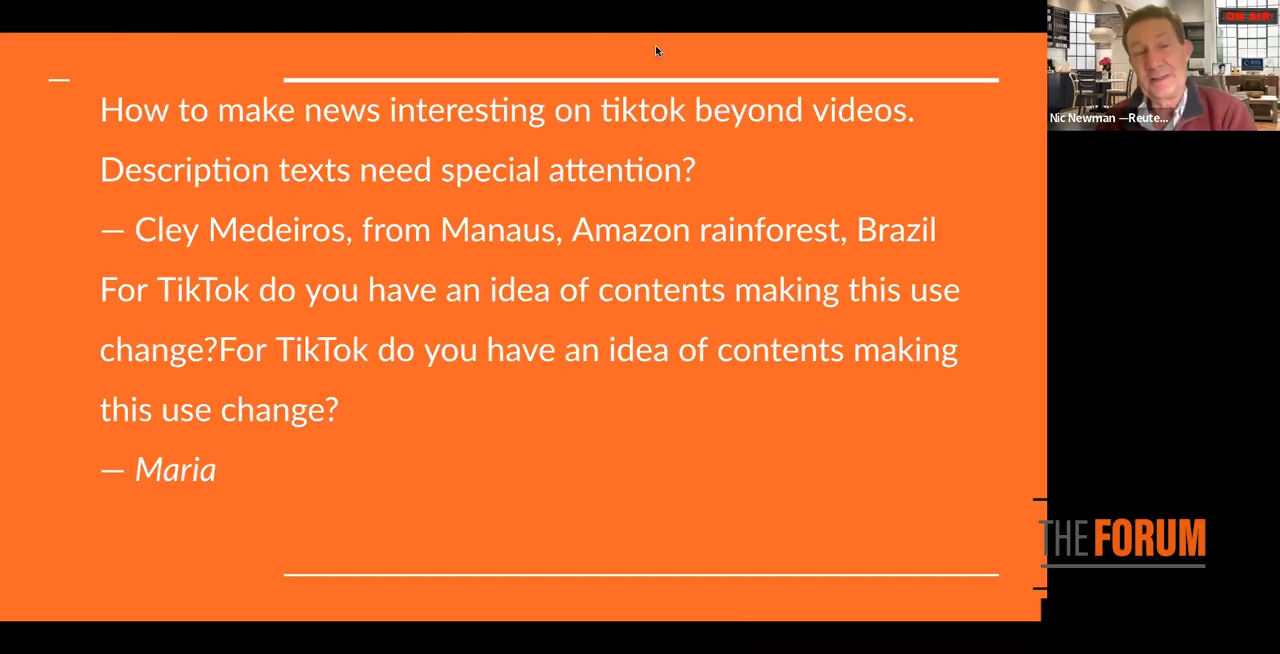 How to make news interesting on tiktok beyond videos.
Description texts need special attention?
— Cley Medeiros, from Manaus, Amazon rainforest, Brazil
For TikTok do you have an idea of contents making this use
change?For TikTok do you have an idea of contents making
this use change?
— Maria
ON AIR
Nic Newman —Reute...
THE FORUM